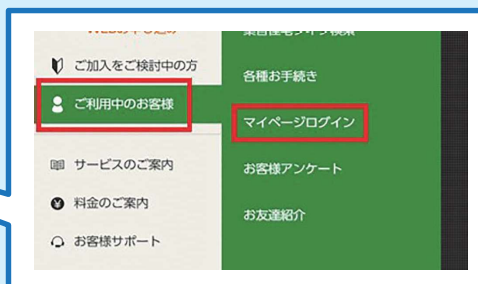 ご加入をご検討中の方
ご利用中のお客様
サービスのご案内
料金のご案内
お客様サポート
各種お手続き
マイページログイン
お客様アンケート
お友達紹介